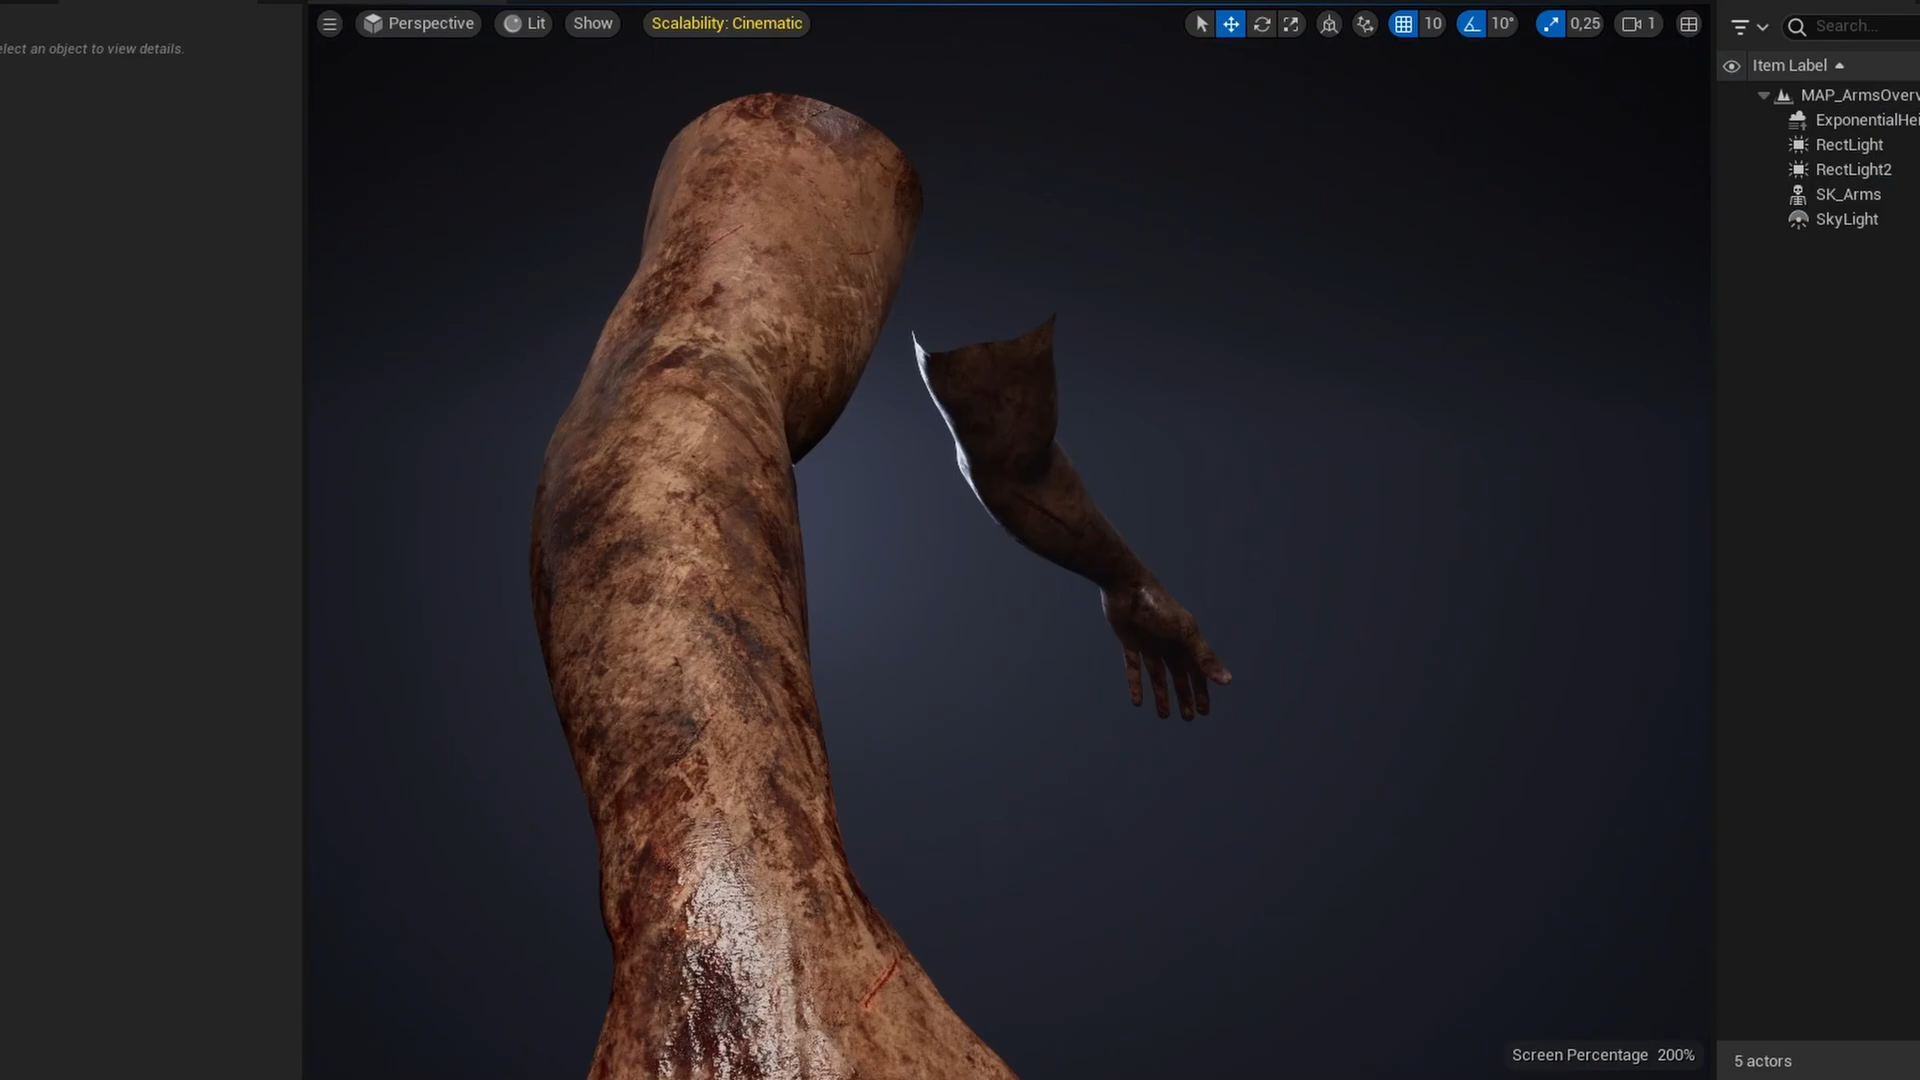 elect an object to view details.
Perspective
Lit
Show
Scalability: Cinematic
10
10°
0,25
1
Search...
Item Label
MAP_ArmsOverv
ExponentialHei
RectLight
RectLight2
SK_Arms
SkyLight
Screen Percentage 200%
5 actors